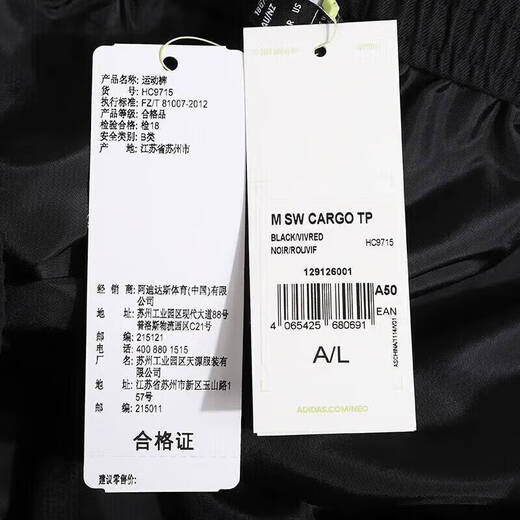 产品名称: 运动裤
货 号: HC9715
执行标准: FZ/T 81007-2012
产品等级: 合格品
检验合格: 检18
安全类别: B类
产 地: 江苏省苏州市
经 销 商: 阿迪达斯体育(中国)有限公司
地 址: 苏州工业园区现代大道88号
普洛斯物流园区C21号
邮 编: 215121
电 话: 400 880 1515
厂 名: 苏州工业园区天源服装有限公司
地 址: 江苏省苏州市新区玉山路1
57号
邮 编: 215011
合格证
建议零售价:
AU/NZ
US
M SW CARGO TP
BLACK/VIVRED
HC9715
NOIR/ROUVIF
129126001
A50
EAN
4 065425 680691
A/L
ASCHINA/1114/V01
ADIDAS.COM/NEO